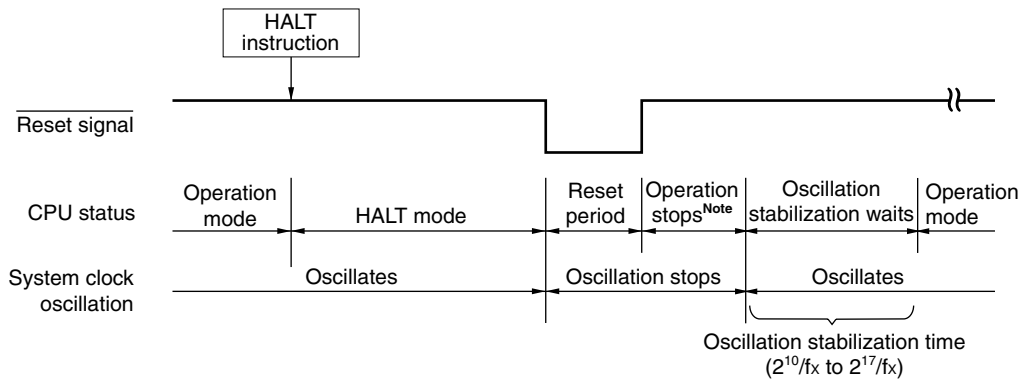 HALT
instruction
Reset signal
CPU status
Operation
mode
HALT mode
Reset
period
Operation
stopsNote
Oscillation
stabilization waits
Operation
mode
System clock
oscillation
Oscillates
Oscillation stops
Oscillates
Oscillation stabilization time
(2¹⁰/fx to 2¹⁷/fx)